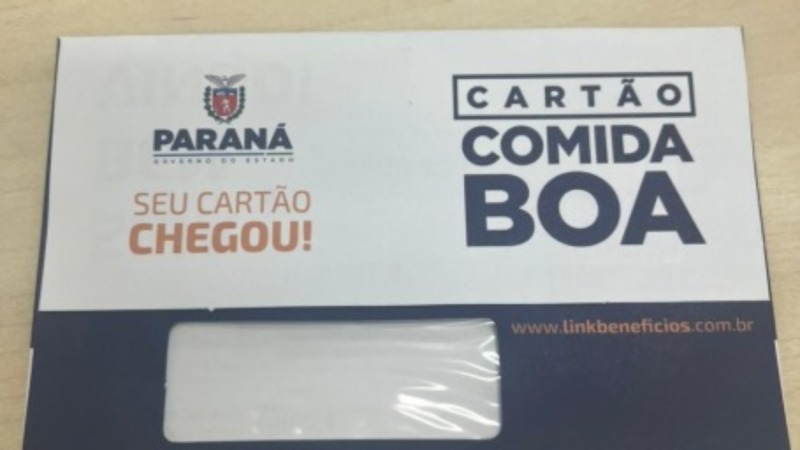 PARANÁ
GOVERNO DO ESTADO
SEU CARTÃO
CHEGOU!
CARTÃO
COMIDA
BOA
www.linkbeneficios.com.br